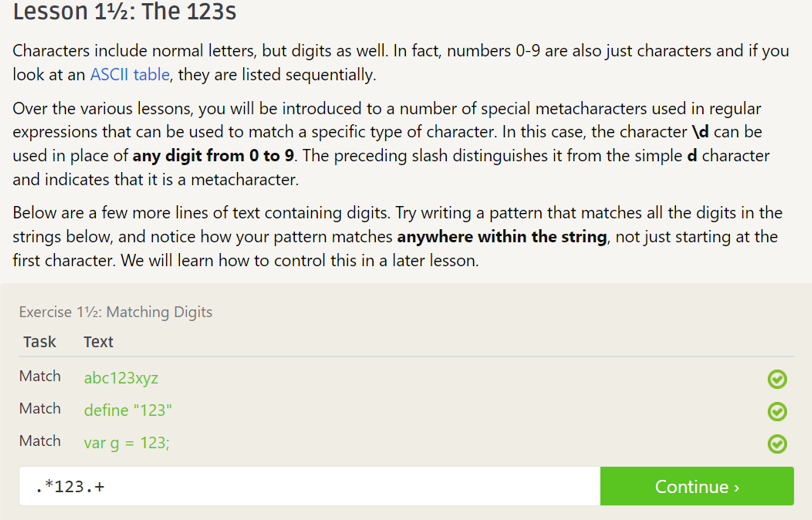 Lesson 1½: The 123s
Characters include normal letters, but digits as well. In fact, numbers 0-9 are also just characters and if you
look at an ASCII table, they are listed sequentially.
Over the various lessons, you will be introduced to a number of special metacharacters used in regular
expressions that can be used to match a specific type of character. In this case, the character \d can be
used in place of any digit from 0 to 9. The preceding slash distinguishes it from the simple d character
and indicates that it is a metacharacter.
Below are a few more lines of text containing digits. Try writing a pattern that matches all the digits in the
strings below, and notice how your pattern matches anywhere within the string, not just starting at the
first character. We will learn how to control this in a later lesson.
Exercise 1½: Matching Digits
Task Text
Match abc123xyz
Match define "123"
Match var g = 123;
.*123.+ Continue ›